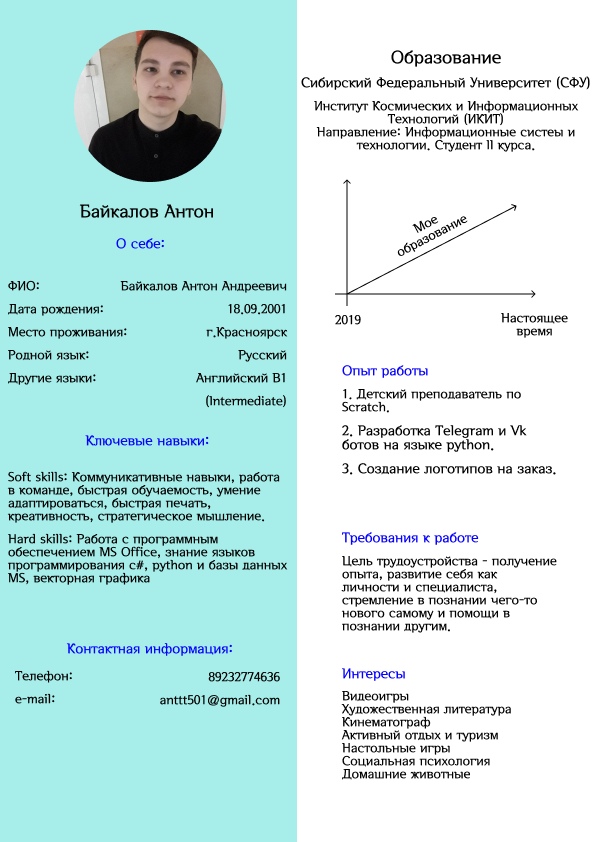 Байкалов Антон
О себе:
ФИО: Байкалов Антон Андреевич
Дата рождения: 18.09.2001
Место проживания: г.Красноярск
Родной язык: Русский
Другие языки: Английский B1
(Intermediate)
Ключевые навыки:
Soft skills: Коммуникативные навыки, работа
в команде, быстрая обучаемость, умение
адаптироваться, быстрая печать,
креативность, стратегическое мышление.
Hard skills: Работа с программным
обеспечением MS Office, знание языков
программирования c#, python и базы данных
MS, векторная графика
Контактная информация:
Телефон: 89232774636
e-mail: anttt501@gmail.com
Образование
Сибирский Федеральный Университет (СФУ)
Институт Космических и Информационных
Технологий (ИКИТ)
Направление: Информационные систеы и
технологии. Студент II курса.
Мое
образование
2019
Настоящее
время
Опыт работы
1. Детский преподаватель по
Scratch.
2. Разработка Telegram и Vk
ботов на языке python.
3. Создание логотипов на заказ.
Требования к работе
Цель трудоустройства - получение
опыта, развитие себя как
личности и специалиста,
стремление в познании чего-то
нового самому и помощи в
познании другим.
Интересы
Видеоигры
Художественная литература
Кинематограф
Активный отдых и туризм
Настольные игры
Социальная психология
Домашние животные